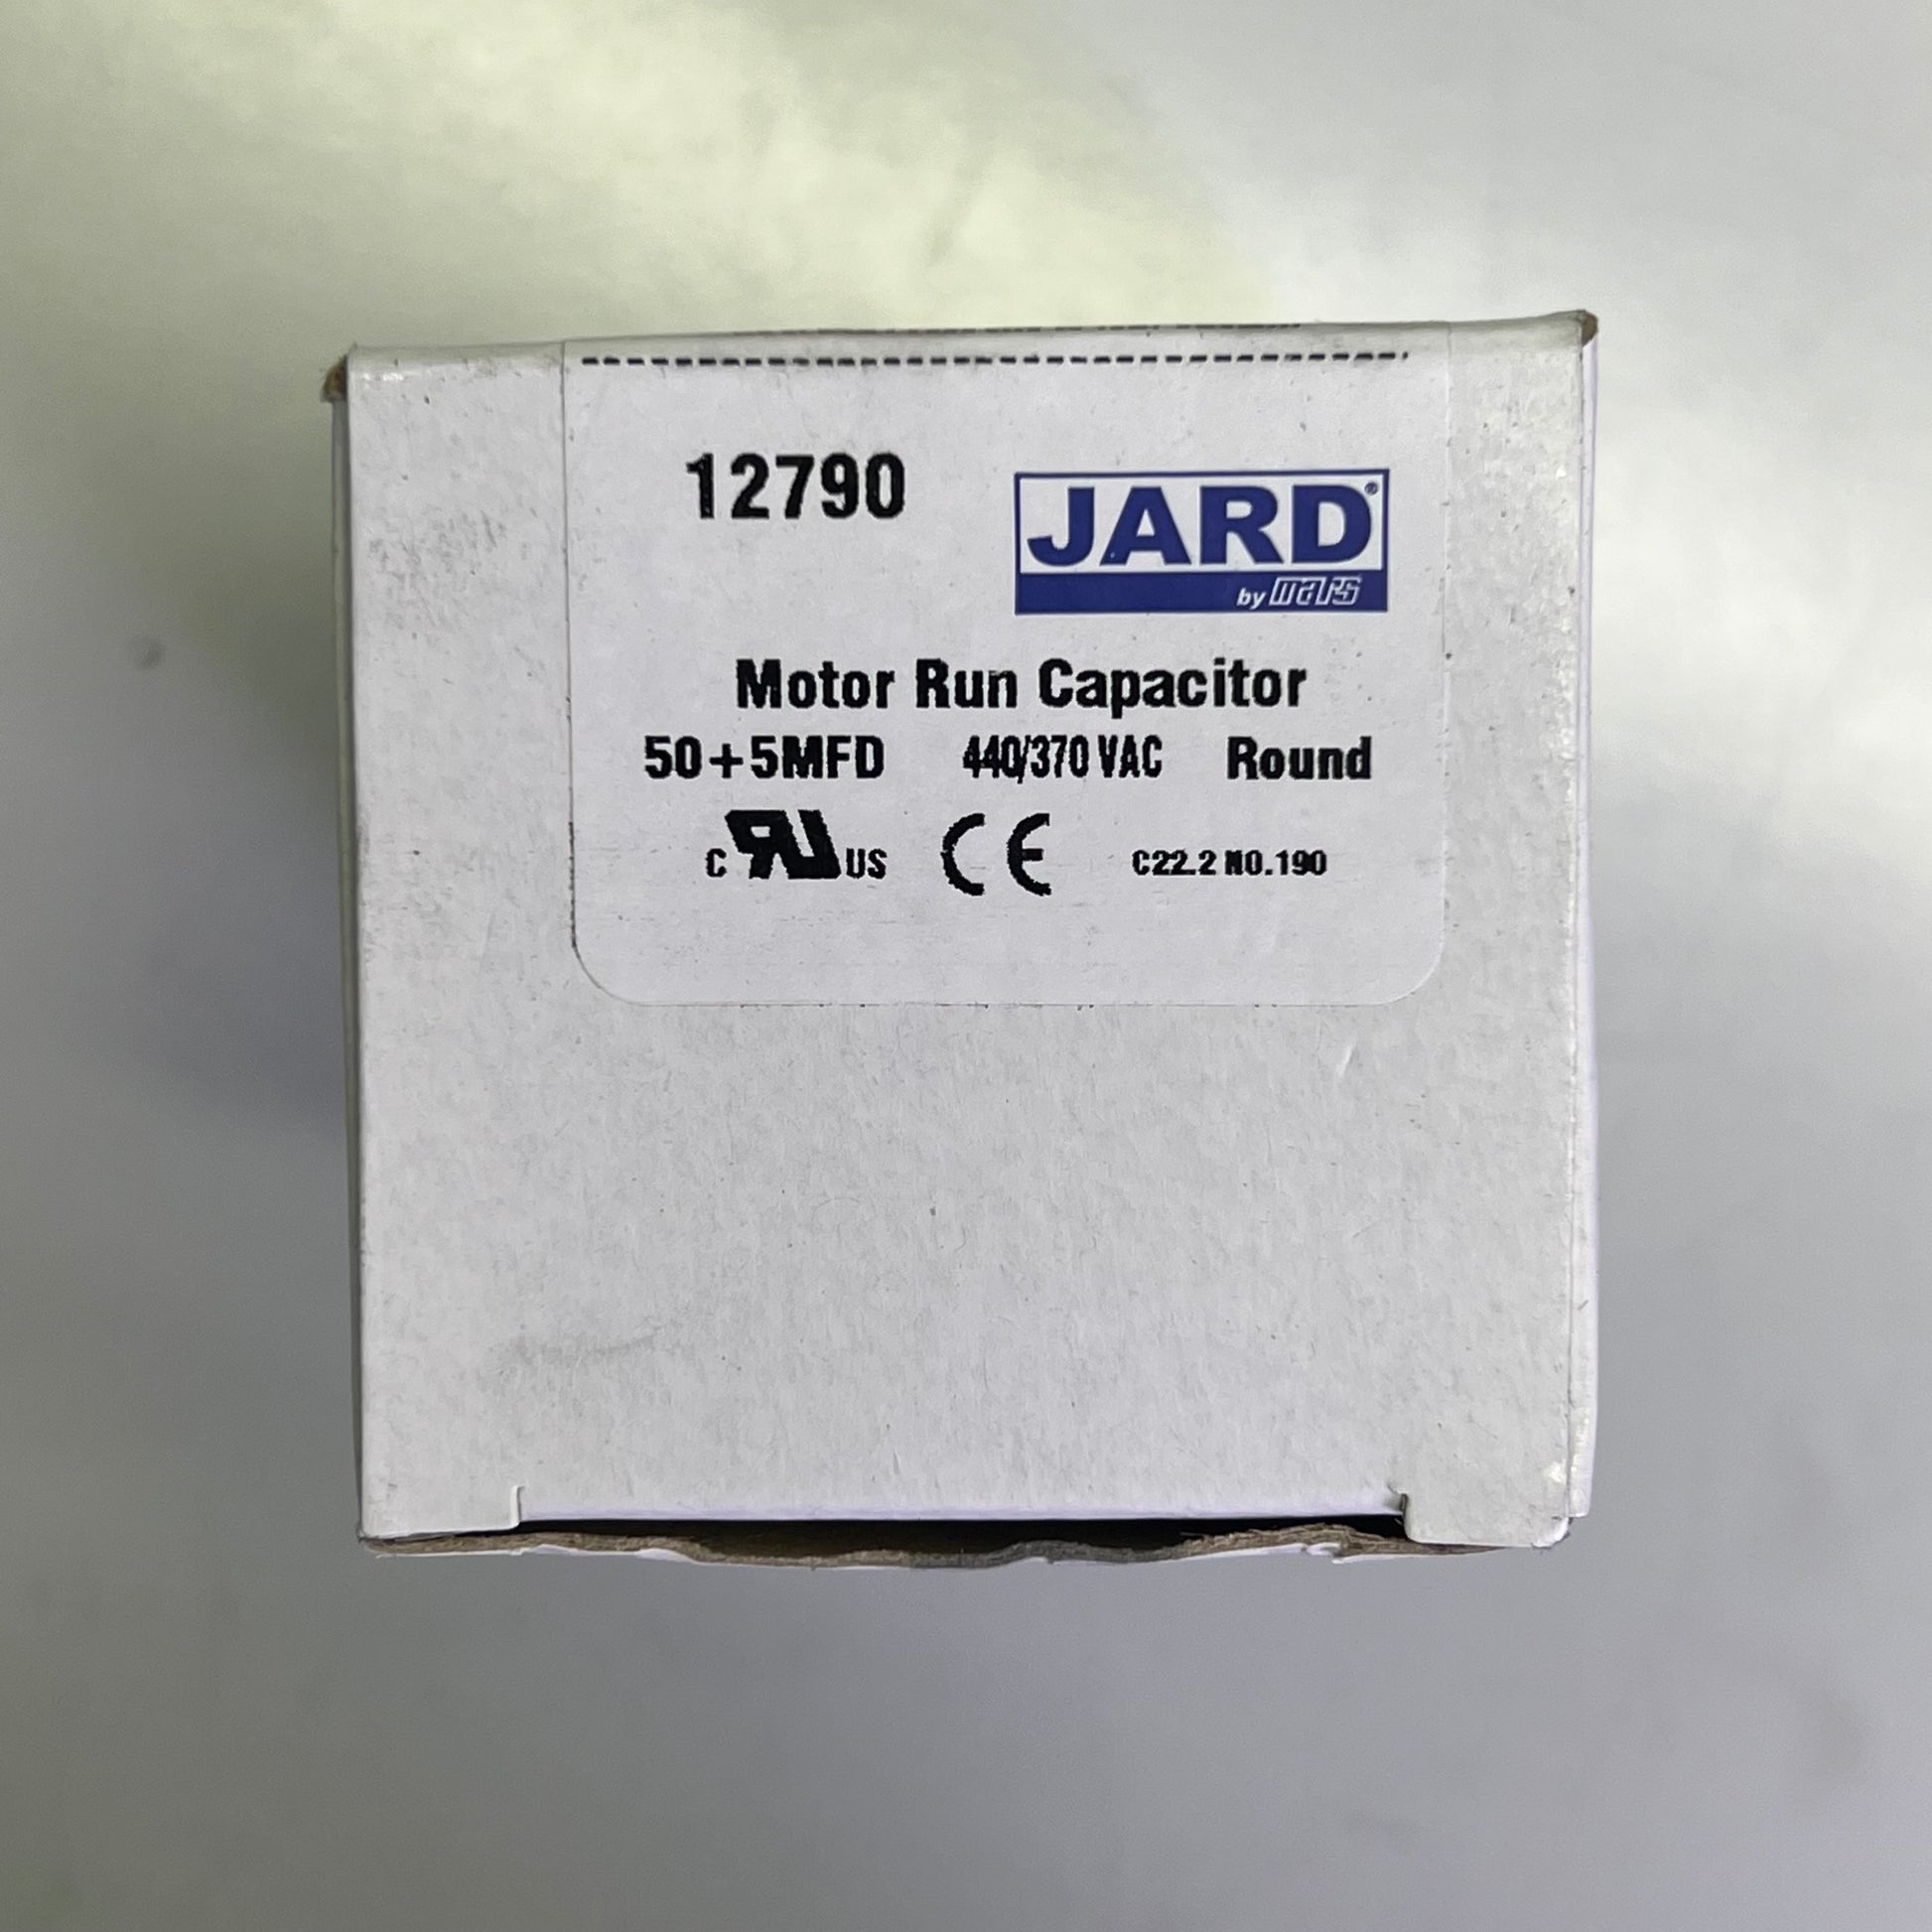 12790
JARD®
by mars
Motor Run Capacitor
50+5MFD 440/370 VAC Round
C RU US CE C22.2 NO.190